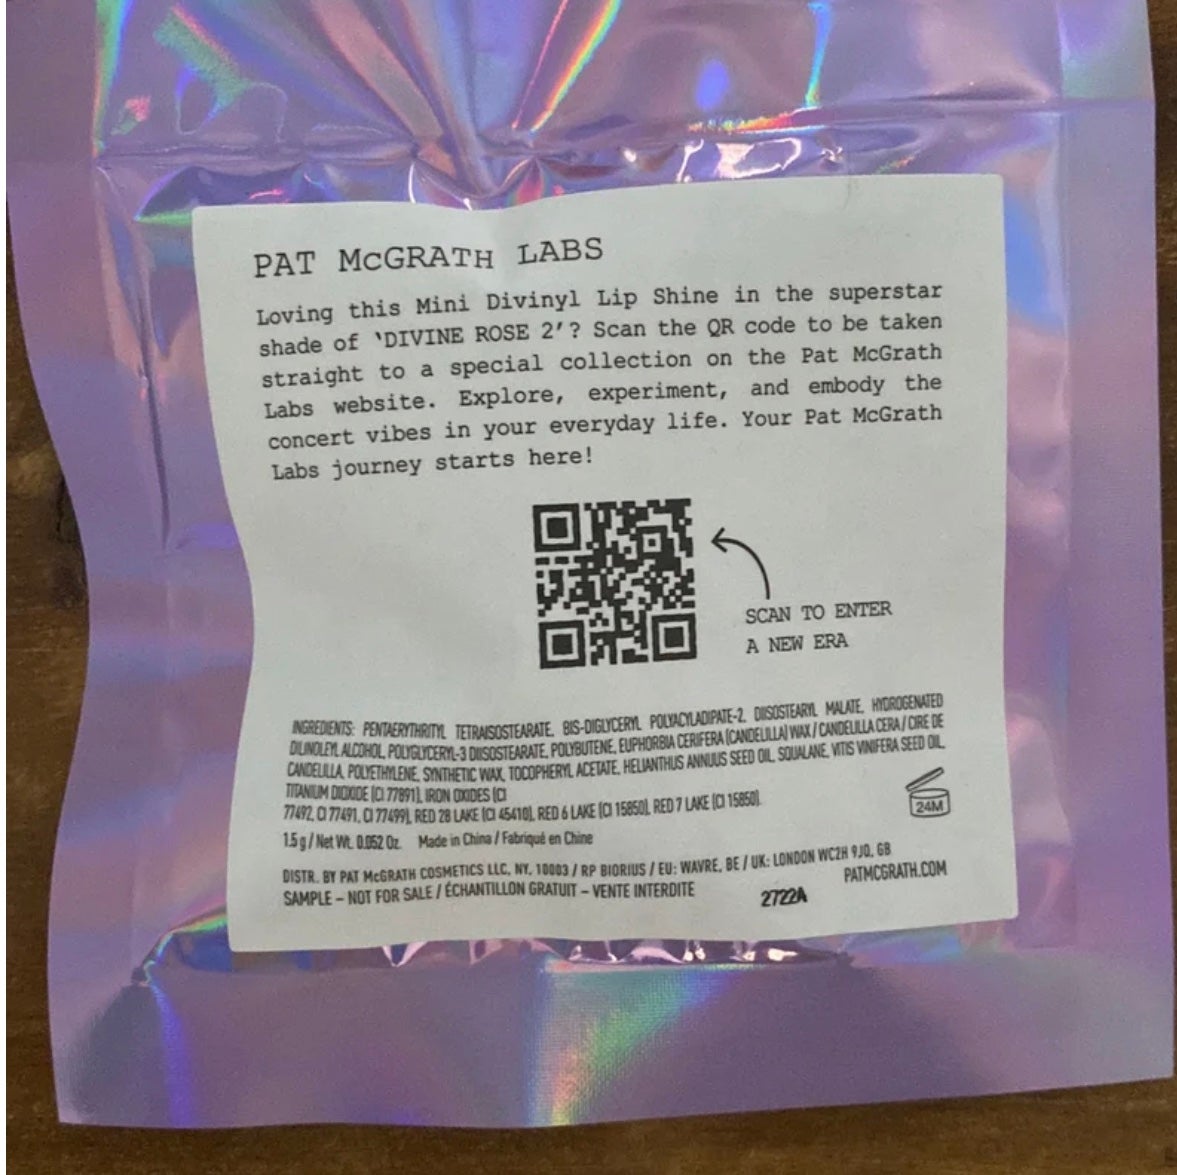 PAT McGRATH LABS
Loving this Mini Divinyl Lip Shine in the superstar
shade of 'DIVINE ROSE 2'? Scan the QR code to be taken
straight to a special collection on the Pat McGrath
Labs website. Explore, experiment, and embody the
concert vibes in your everyday life. Your Pat McGrath
Labs journey starts here!
SCAN TO ENTER
A NEW ERA
INGREDIENTS: PENTAERYTHRITYL TETRAISOSTEARATE, BIS-DIGLYCERYL POLYACYLADIPATE-2, DIISOSTEARYL MALATE, HYDROGENATED
DILINOLEYL ALCOHOL, POLYGLYCERYL-3 DIISOSTEARATE, POLYBUTENE, EUPHORBIA CERIFERA (CANDELILLA) WAX / CANDELILLA CERA / CIRE DE
CANDELILLA, POLYETHYLENE, SYNTHETIC WAX, TOCOPHERYL ACETATE, HELIANTHUS ANNUUS SEED OIL, SQUALANE, VITIS VINIFERA SEED OIL,
TITANIUM DIOXIDE (CI 77891), IRON OXIDES (CI
77492, CI 77491, CI 77499), RED 28 LAKE (CI 45410), RED 6 LAKE (CI 15850), RED 7 LAKE (CI 15850).
24M
1.5 g / Net Wt. 0.052 Oz. Made in China / Fabriqué en Chine
DISTR. BY PAT McGRATH COSMETICS LLC, NY, 10003 / RP BIORIUS / EU: WAVRE, BE / UK: LONDON WC2H 9JQ, GB
SAMPLE – NOT FOR SALE / ÉCHANTILLON GRATUIT – VENTE INTERDITE
PATMCGRATH.COM
2722A